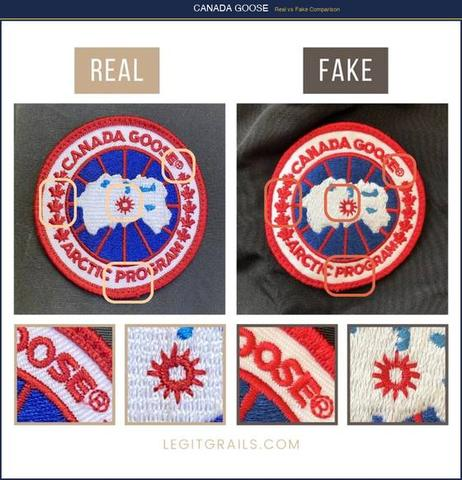 CANADA GOOSE Real vs Fake Comparison
REAL
FAKE
CANADA GOOSE®
ARCTIC PROGRAM
CANADA GOOSE®
ARCTIC PROGRAM
OOSE®
OOSE®
LEGITGRAILS.COM